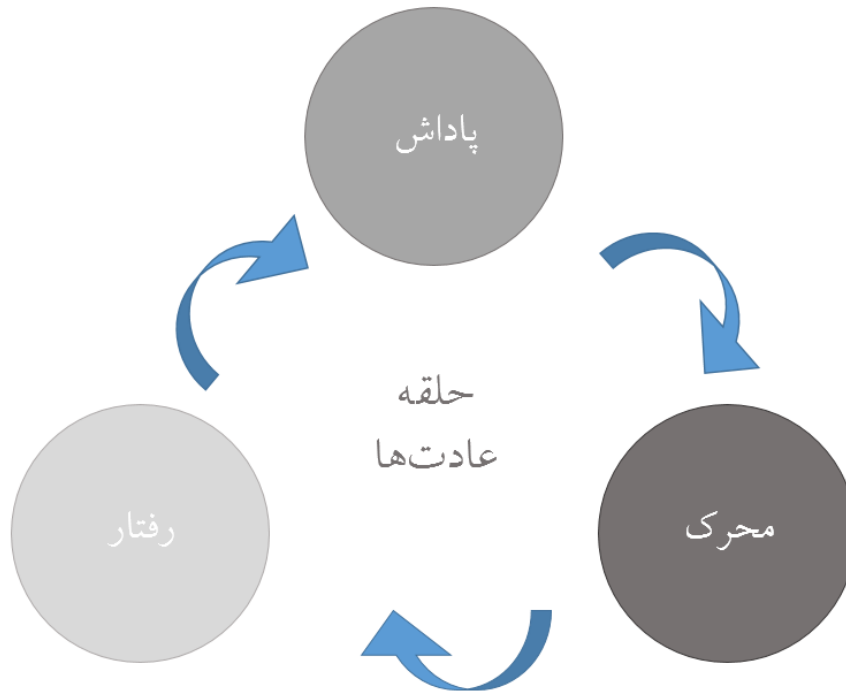 پاداش
حلقه
عادت‌ها
محرک
رفتار